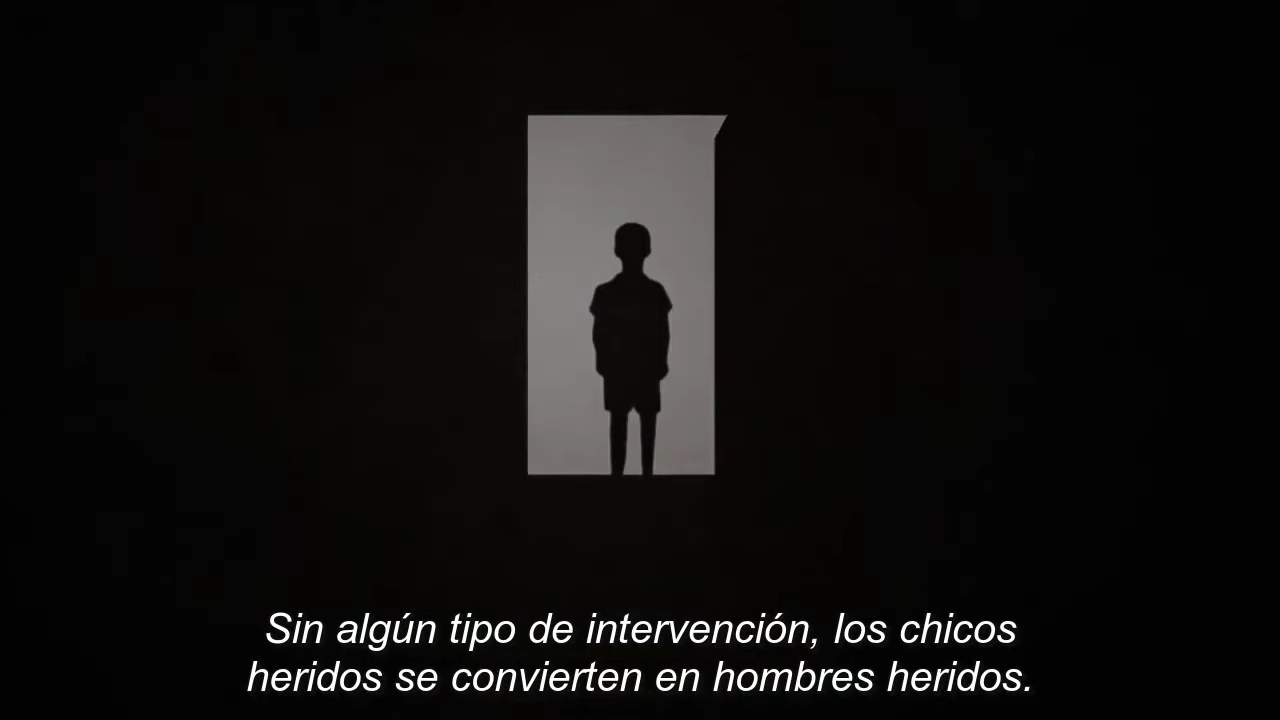 Sin algún tipo de intervención, los chicos
heridos se convierten en hombres heridos.